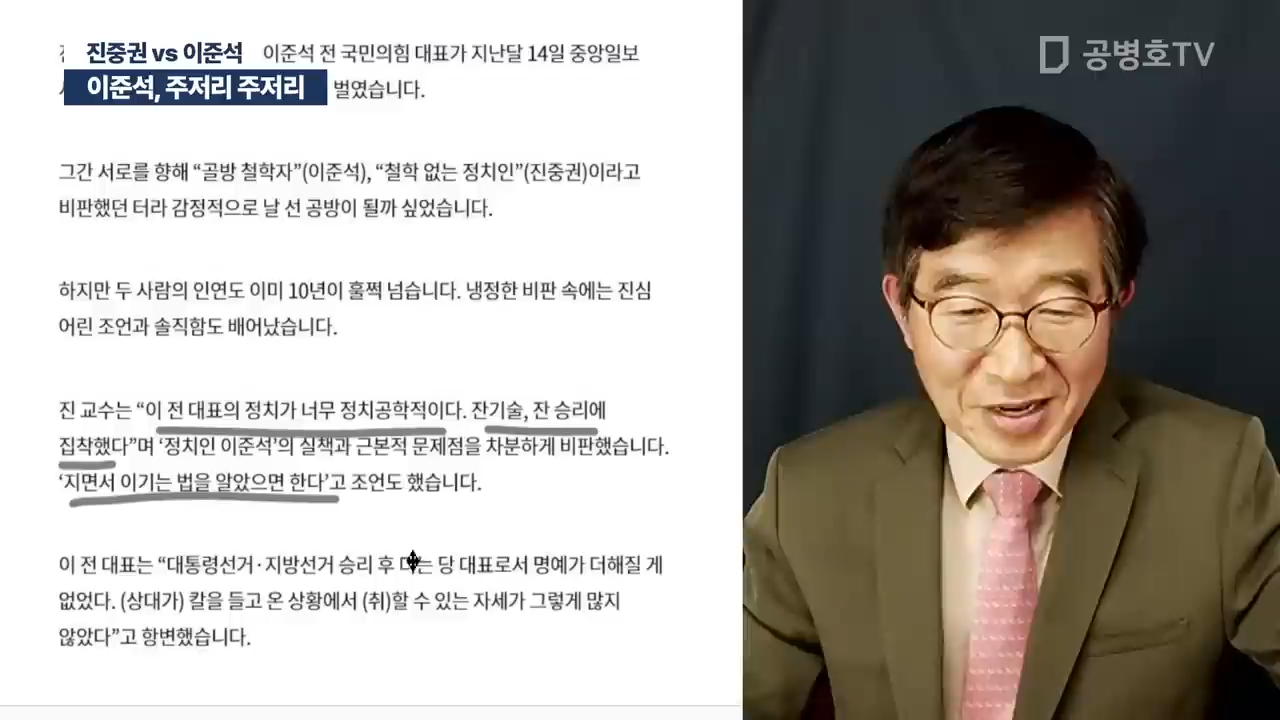 진중권 vs 이준석
이준석, 주저리 주저리
공병호TV
이준석 전 국민의힘 대표가 지난달 14일 중앙일보
벌였습니다.
그간 서로를 향해 “골방 철학자”(이준석), “철학 없는 정치인”(진중권)이라고
비판했던 터라 감정적으로 날 선 공방이 될까 싶었습니다.
하지만 두 사람의 인연도 이미 10년이 훌쩍 넘습니다. 냉정한 비판 속에는 진심
어린 조언과 솔직함도 배어났습니다.
진 교수는 “이 전 대표의 정치가 너무 정치공학적이다. 잔기술, 잔 승리에
집착했다”며 ‘정치인 이준석’의 실책과 근본적 문제점을 차분하게 비판했습니다.
‘지면서 이기는 법을 알았으면 한다’고 조언도 했습니다.
이 전 대표는 “대통령선거·지방선거 승리 후 당 대표로서 명예가 더해질 게
없었다. (상대가) 칼을 들고 온 상황에서 (취)할 수 있는 자세가 그렇게 많지
않았다”고 항변했습니다.